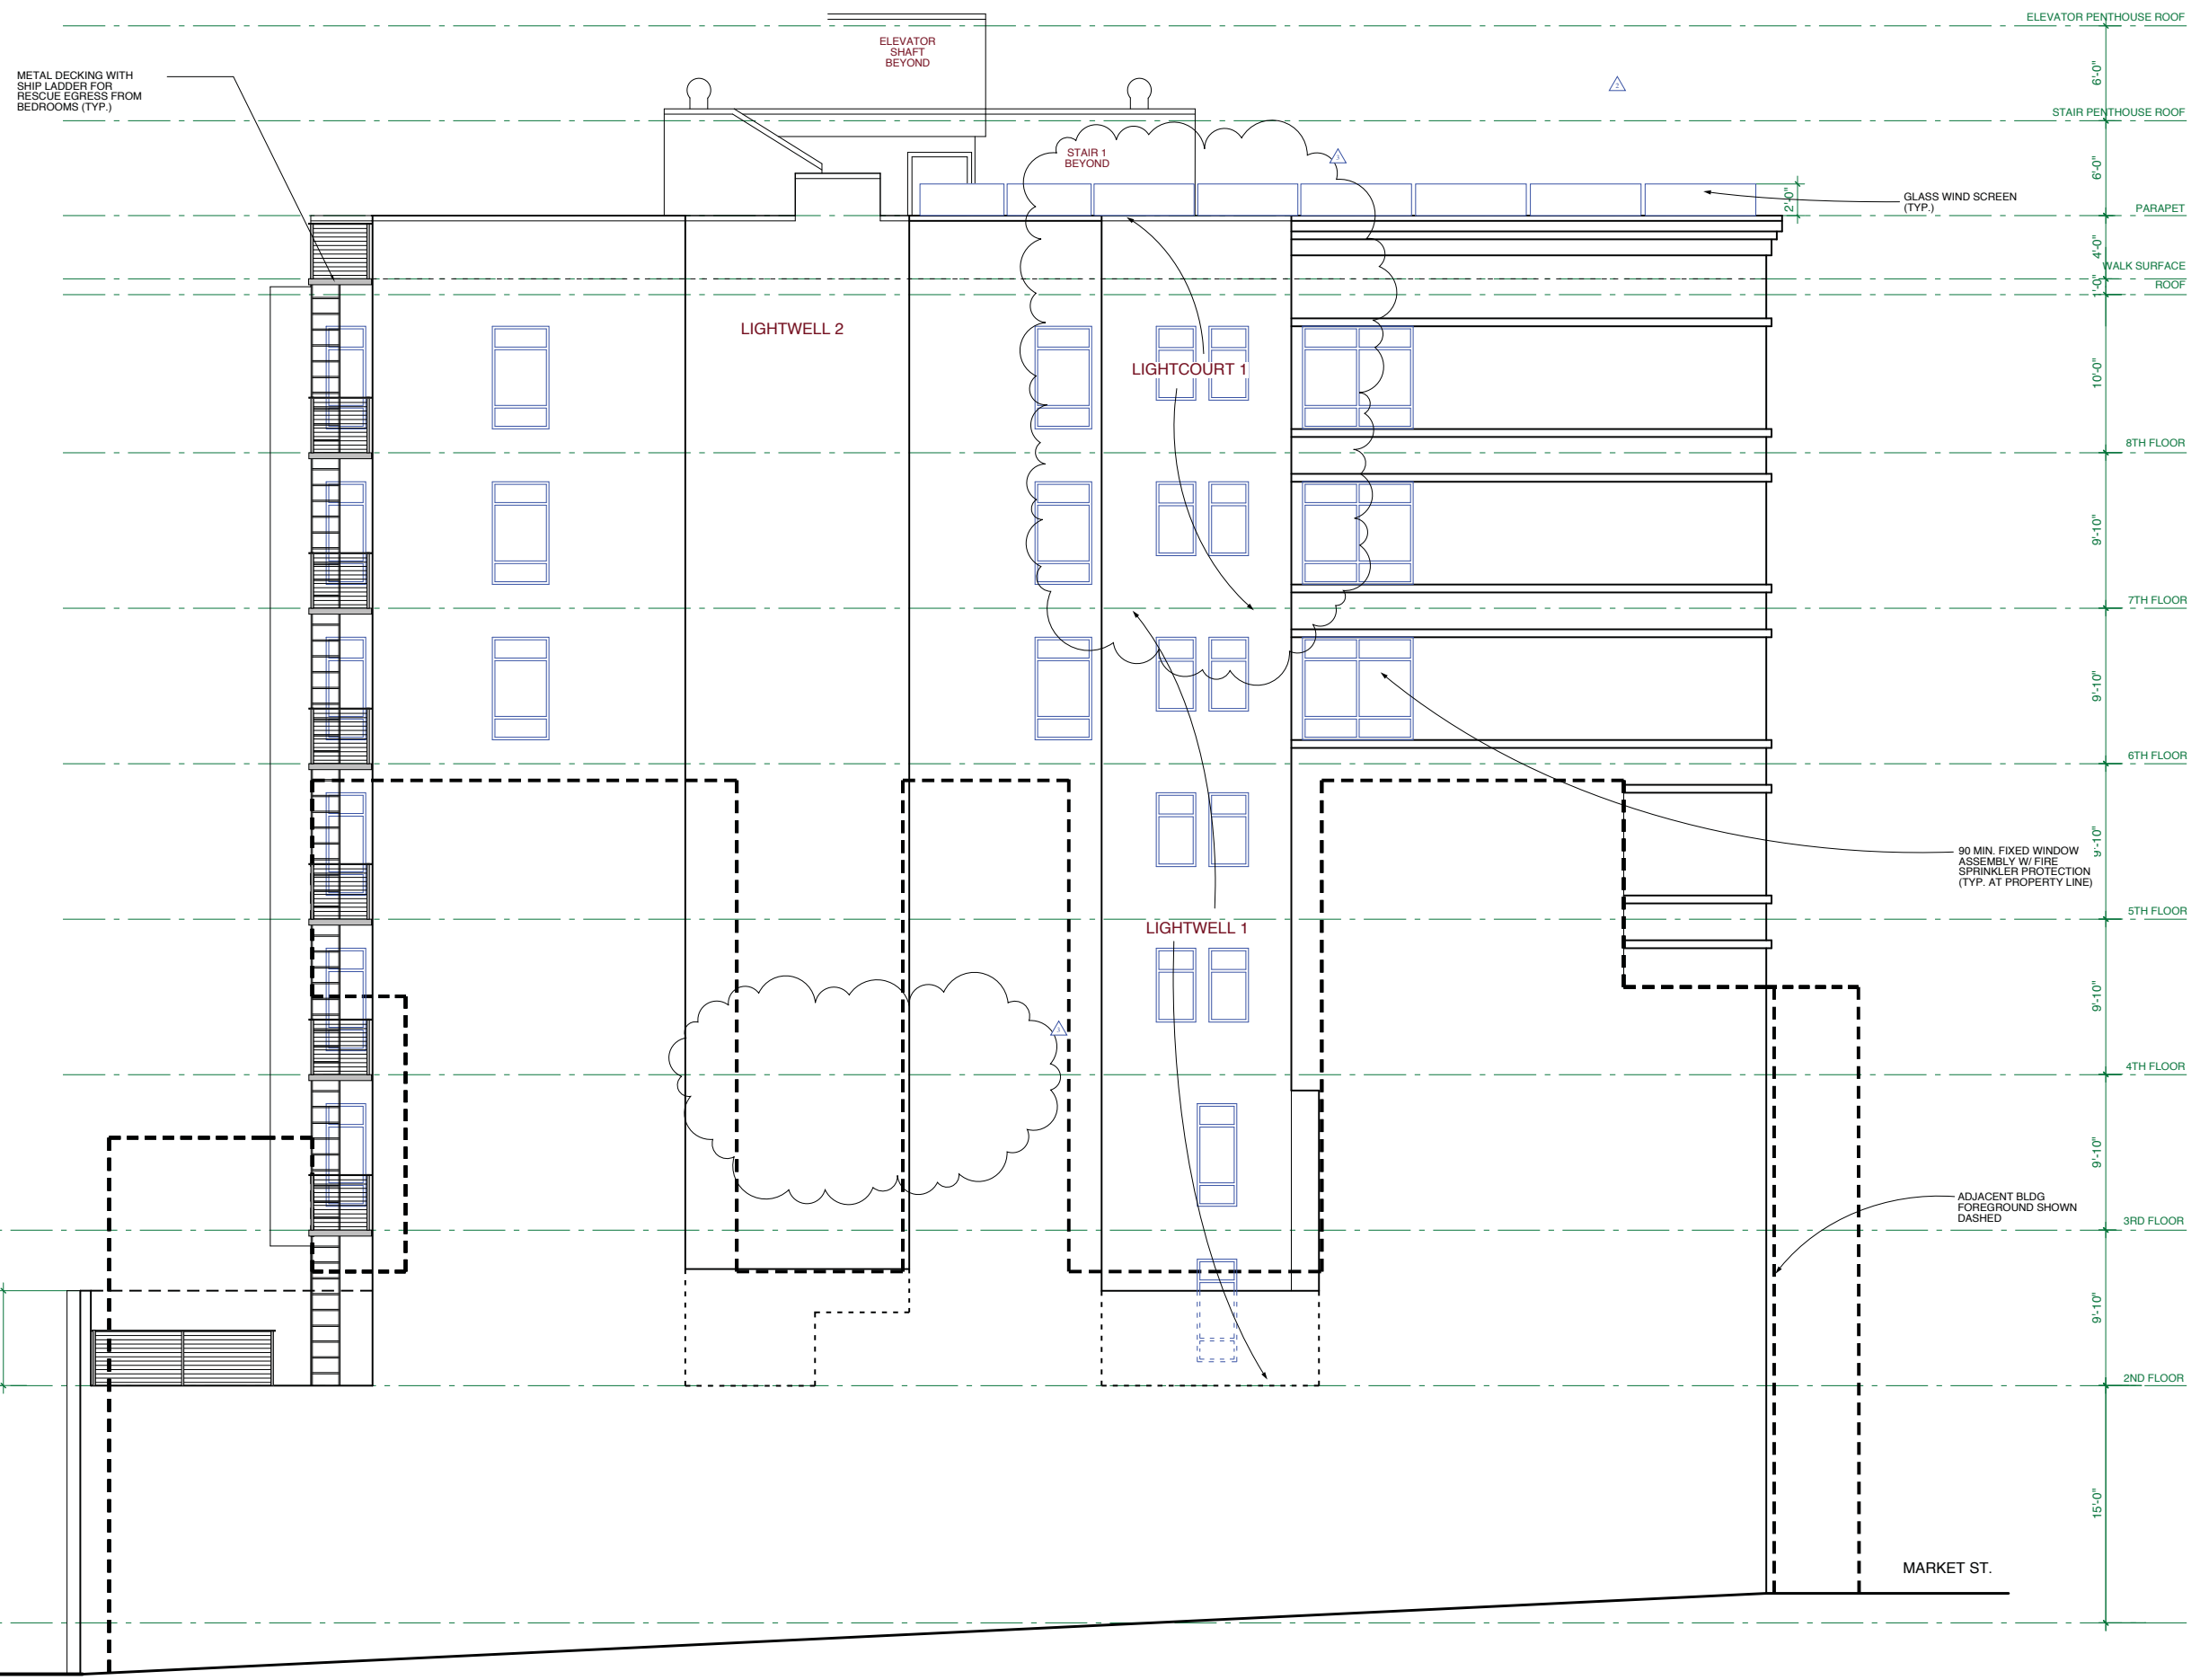 ELEVATOR PENTHOUSE ROOF
ELEVATOR
SHAFT
BEYOND
6'-0"
METAL DECKING WITH
SHIP LADDER FOR
RESCUE EGRESS FROM
BEDROOMS (TYP.)
2
STAIR PENTHOUSE ROOF
STAIR 1
BEYOND
3
6'-0"
GLASS WIND SCREEN
(TYP.)
2'-0"
PARAPET
4'-0"
WALK SURFACE
1'-0"
ROOF
LIGHTWELL 2
LIGHTCOURT 1
10'-0"
8TH FLOOR
9'-10"
7TH FLOOR
9'-10"
6TH FLOOR
9'-10"
90 MIN. FIXED WINDOW
ASSEMBLY W/ FIRE
SPRINKLER PROTECTION
(TYP. AT PROPERTY LINE)
5TH FLOOR
LIGHTWELL 1
9'-10"
3
4TH FLOOR
9'-10"
ADJACENT BLDG
FOREGROUND SHOWN
DASHED
3RD FLOOR
9'-10"
2ND FLOOR
15'-0"
MARKET ST.